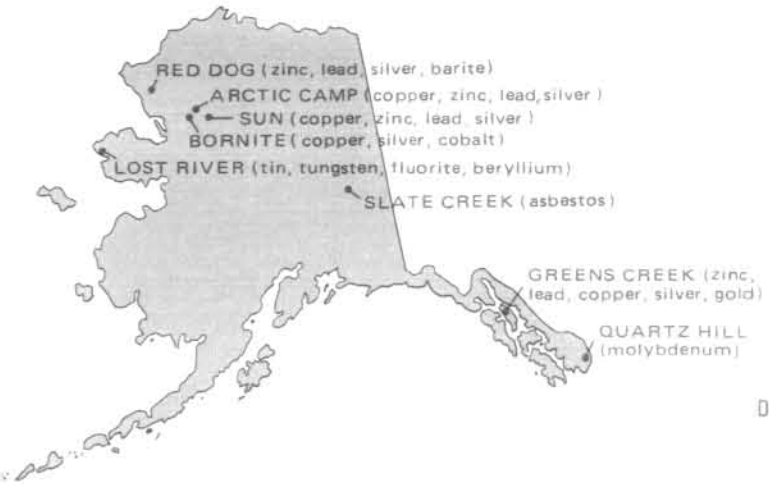 RED DOG (zinc, lead, silver, barite)
ARCTIC CAMP (copper, zinc, lead, silver)
SUN (copper, zinc, lead, silver)
BORNITE (copper, silver, cobalt)
LOST RIVER (tin, tungsten, fluorite, beryllium)
SLATE CREEK (asbestos)
GREENS CREEK (zinc,
lead, copper, silver, gold)
QUARTZ HILL
(molybdenum)
D